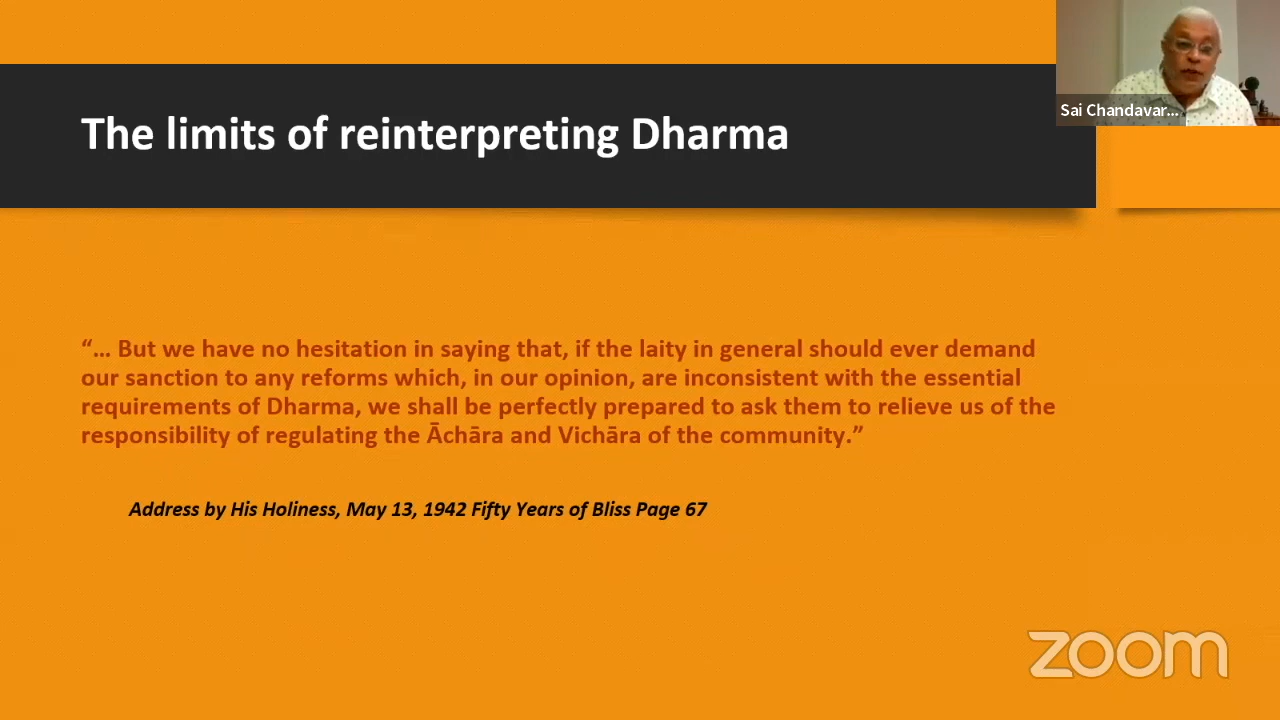 Sai Chandavar...
The limits of reinterpreting Dharma
“... But we have no hesitation in saying that, if the laity in general should ever demand
our sanction to any reforms which, in our opinion, are inconsistent with the essential
requirements of Dharma, we shall be perfectly prepared to ask them to relieve us of the
responsibility of regulating the Āchāra and Vichāra of the community.”
Address by His Holiness, May 13, 1942 Fifty Years of Bliss Page 67
zoom